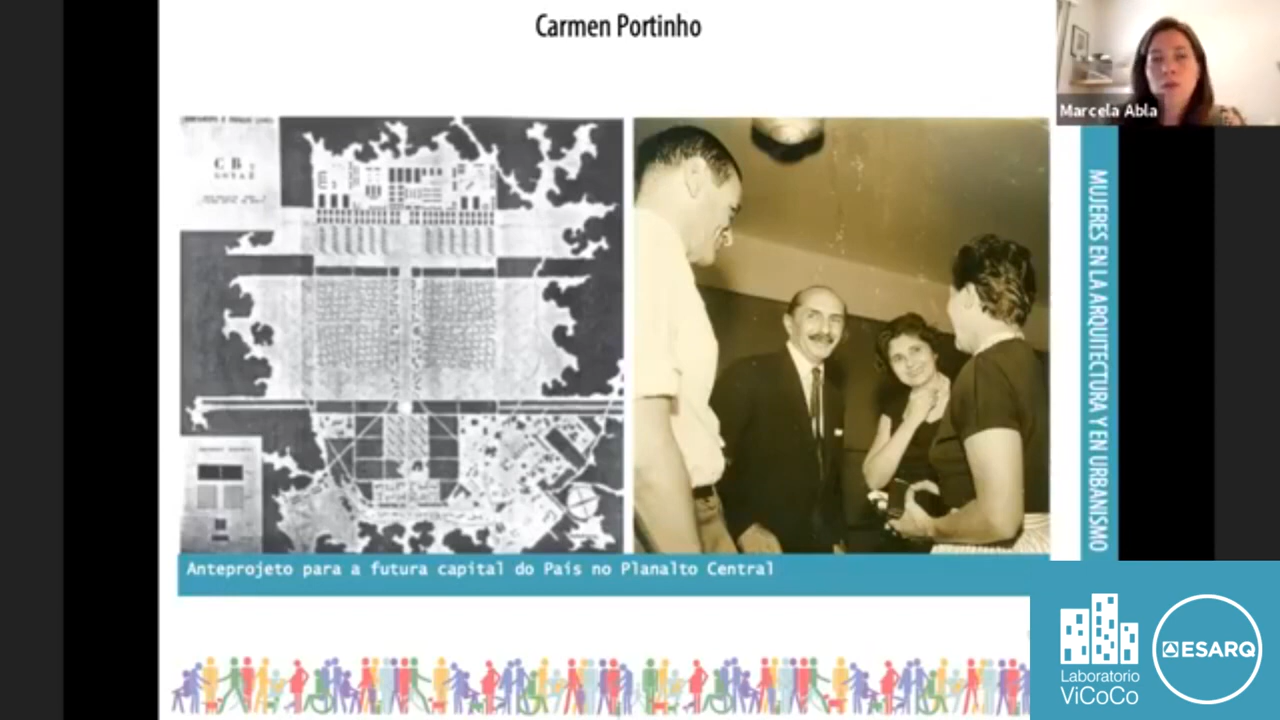 Carmen Portinho
Marcela Abla
MUJERES EN LA ARQUITECTURA Y EN URBANISMO
Anteprojeto para a futura capital do País no Planalto Central
Laboratorio
ViCoCo
ESARQ